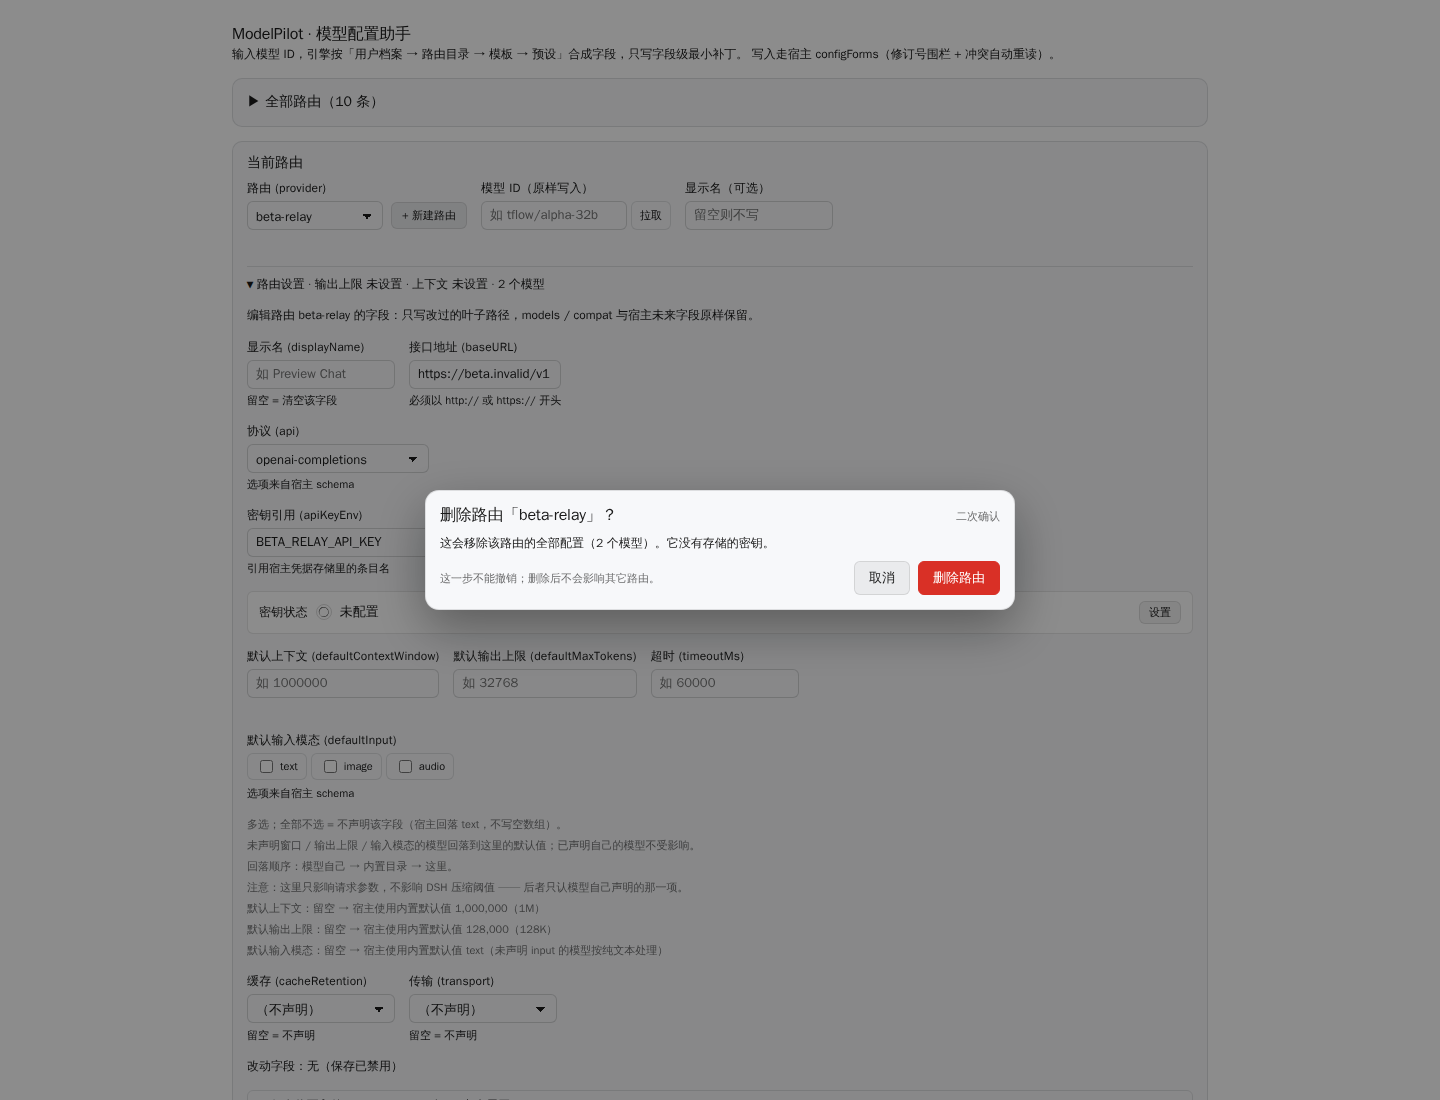 ModelPilot · 模型配置助手
输入模型 ID，引擎按「用户档案 → 路由目录 → 模板 → 预设」合成字段，只写字段级最小补丁。 写入走宿主 configForms（修订号围栏 + 冲突自动重读）。
▶ 全部路由（10 条）
当前路由
路由 (provider)
模型 ID（原样写入）
显示名（可选）
beta-relay
+ 新建路由
如 tflow/alpha-32b
拉取
留空则不写
▾ 路由设置 · 输出上限 未设置 · 上下文 未设置 · 2 个模型
编辑路由 beta-relay 的字段：只写改过的叶子路径，models / compat 与宿主未来字段原样保留。
显示名 (displayName)
接口地址 (baseURL)
如 Preview Chat
https://beta.invalid/v1
留空 = 清空该字段
必须以 http:// 或 https:// 开头
协议 (api)
openai-completions
选项来自宿主 schema
密钥引用 (apiKeyEnv)
BETA_RELAY_API_KEY
引用宿主凭据存储里的条目名
删除路由「beta-relay」？
二次确认
这会移除该路由的全部配置（2 个模型）。它没有存储的密钥。
这一步不能撤销；删除后不会影响其它路由。
取消
删除路由
密钥状态
未配置
设置
默认上下文 (defaultContextWindow)
默认输出上限 (defaultMaxTokens)
超时 (timeoutMs)
如 1000000
如 32768
如 60000
默认输入模态 (defaultInput)
text
image
audio
选项来自宿主 schema
多选；全部不选 = 不声明该字段（宿主回落 text，不写空数组）。
未声明窗口 / 输出上限 / 输入模态的模型回落到这里的默认值；已声明自己的模型不受影响。
回落顺序：模型自己 → 内置目录 → 这里。
注意：这里只影响请求参数，不影响 DSH 压缩阈值 —— 后者只认模型自己声明的那一项。
默认上下文：留空 → 宿主使用内置默认值 1,000,000（1M）
默认输出上限：留空 → 宿主使用内置默认值 128,000（128K）
默认输入模态：留空 → 宿主使用内置默认值 text（未声明 input 的模型按纯文本处理）
缓存 (cacheRetention)
传输 (transport)
（不声明）
（不声明）
留空 = 不声明
留空 = 不声明
改动字段：无（保存已禁用）